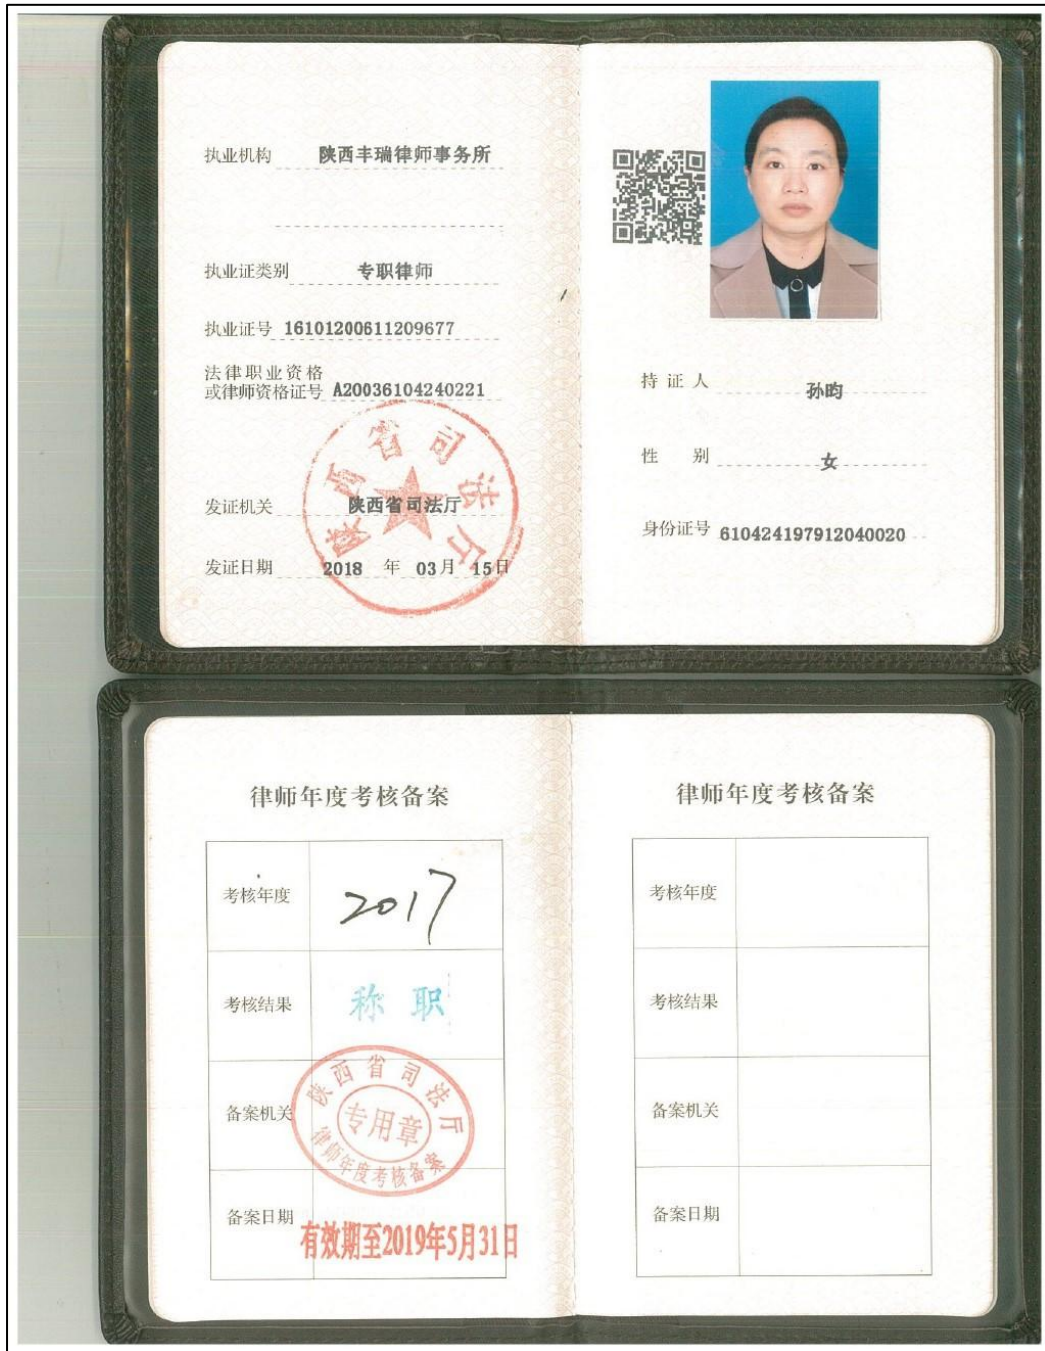 执业机构 陕西丰瑞律师事务所
执业证类别 专职律师
执业证号 16101200611209677
法律职业资格
或律师资格证号 A20036104240221
陕西省司法厅
发证机关 陕西省司法厅
发证日期 2018 年 03月 15日
持证人 孙昀
性别 女
身份证号 610424197912040020
律师年度考核备案
考核年度 2017
考核结果 称职
备案机关
陕西省司法厅
专用章
律师年度考核备案
备案日期
有效期至2019年5月31日
律师年度考核备案
考核年度
考核结果
备案机关
备案日期